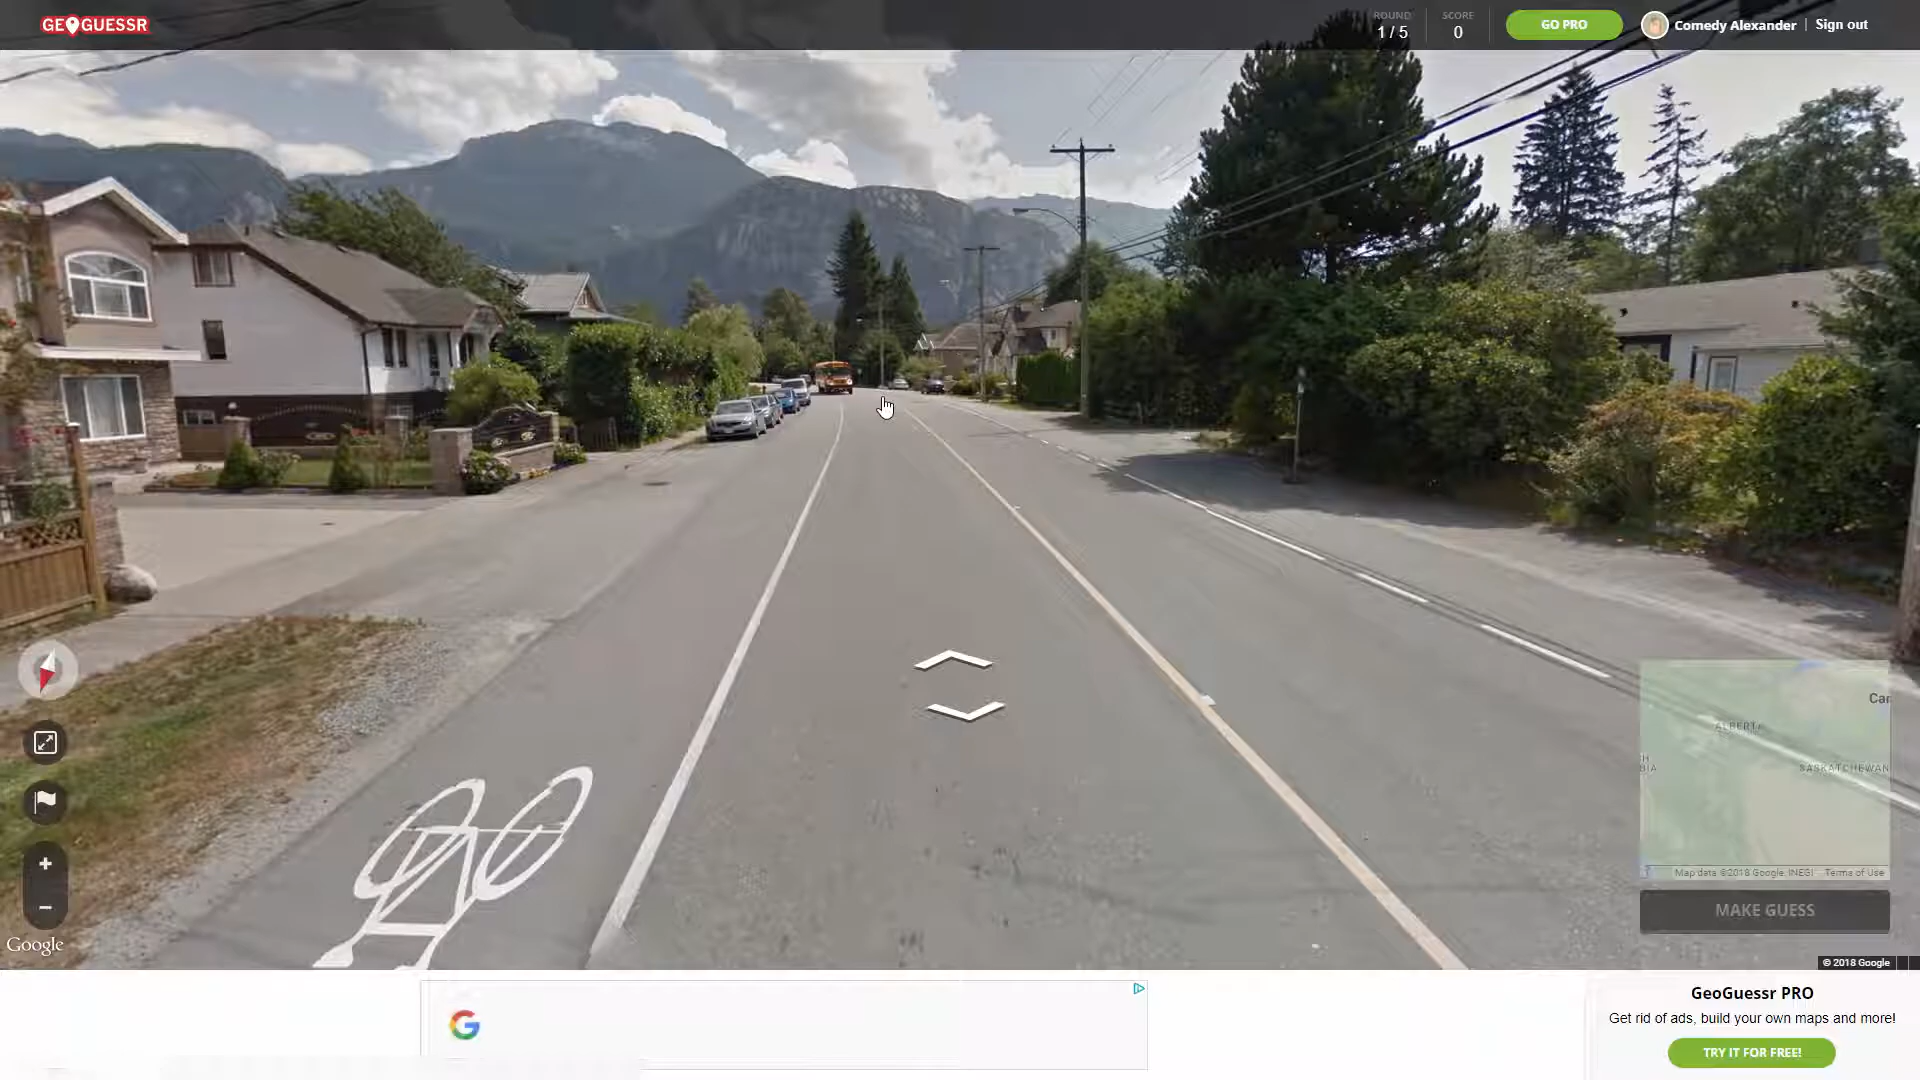 GEOGUESSR
ROUND
1 / 5
SCORE
0
GO PRO
Comedy Alexander | Sign out
Car
ALBERTA
SASKATCHEWAN
H
BIA
Map data ©2018 Google, INEGI
Terms of Use
MAKE GUESS
Google
© 2018 Google
GeoGuessr PRO
Get rid of ads, build your own maps and more!
TRY IT FOR FREE!